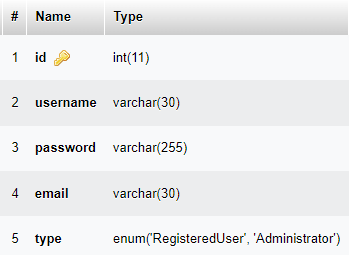 # Name Type
1 id int(11)
2 username varchar(30)
3 password varchar(255)
4 email varchar(30)
5 type enum('RegisteredUser', 'Administrator')